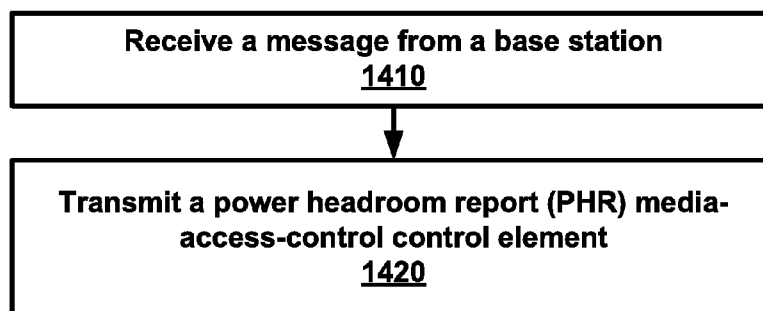 Receive a message from a base station
1410
Transmit a power headroom report (PHR) media-
access-control control element
1420